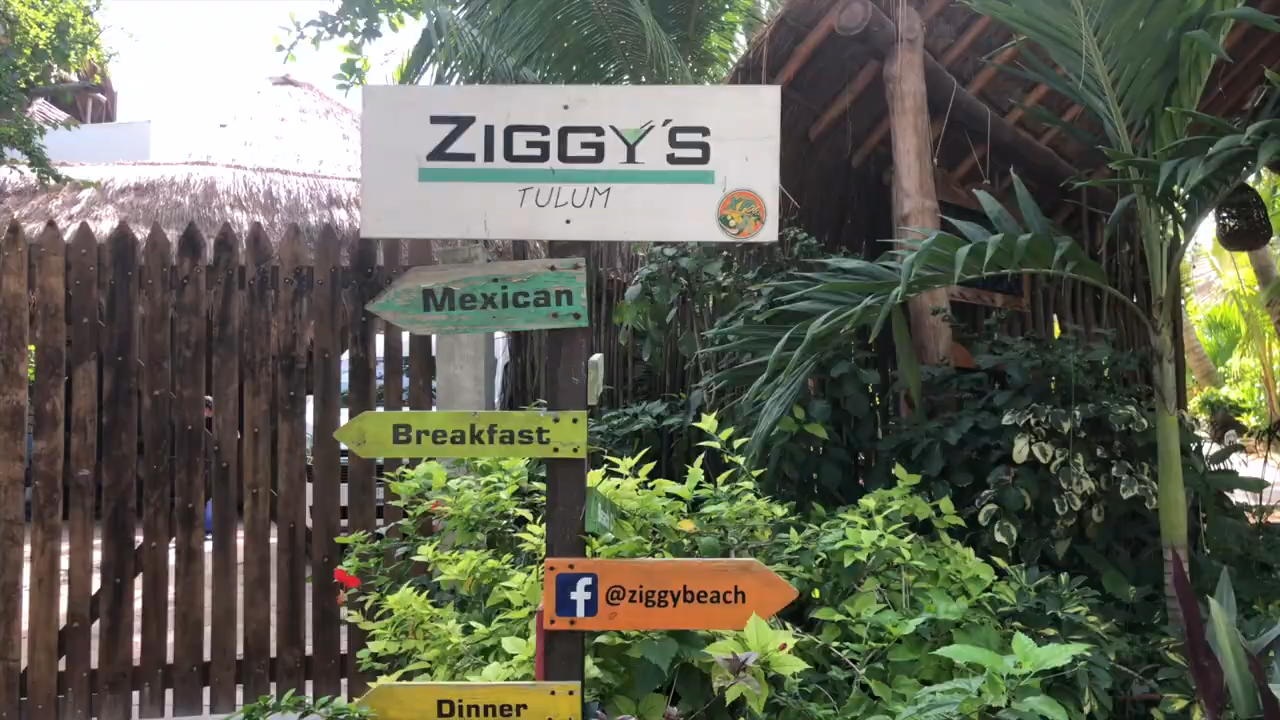 ZIGGY'S
TULUM
Mexican
Breakfast
f @ziggybeach
Dinner